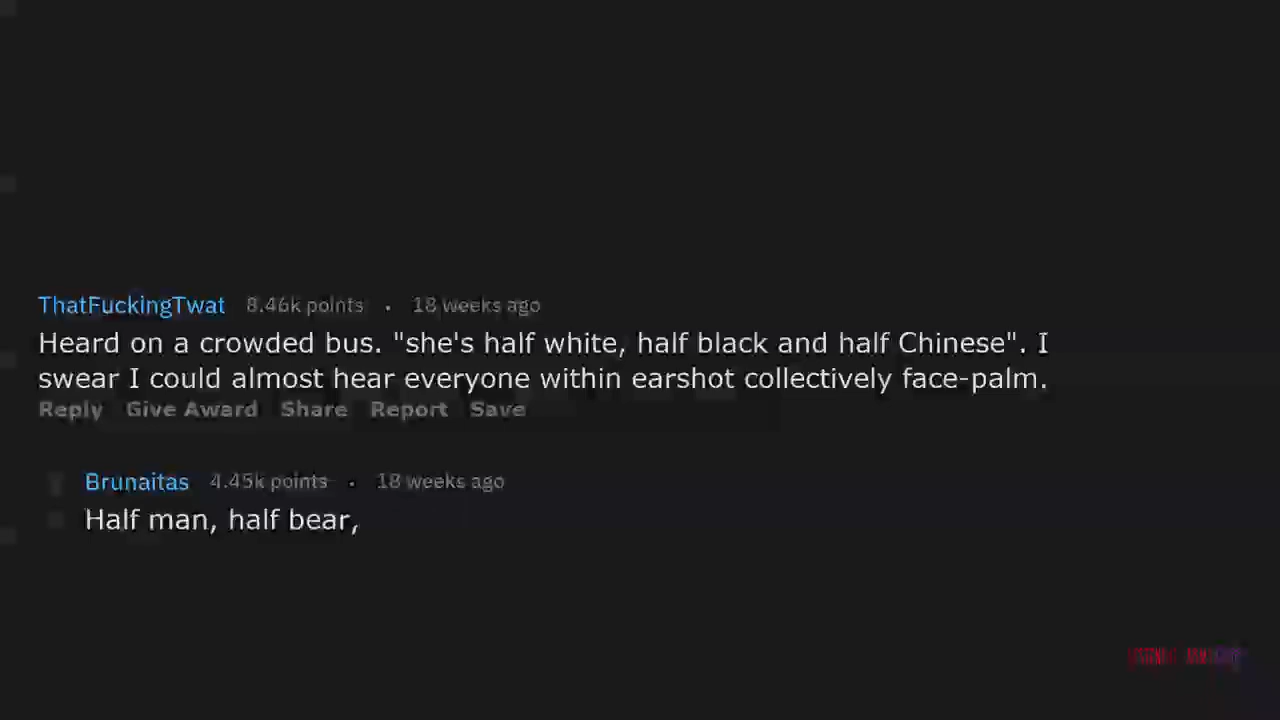 ThatFuckingTwat 8.46k points · 18 weeks ago
Heard on a crowded bus. "she's half white, half black and half Chinese". I
swear I could almost hear everyone within earshot collectively face-palm.
Reply Give Award Share Report Save
Brunaitas 4.45k points · 18 weeks ago
Half man, half bear,